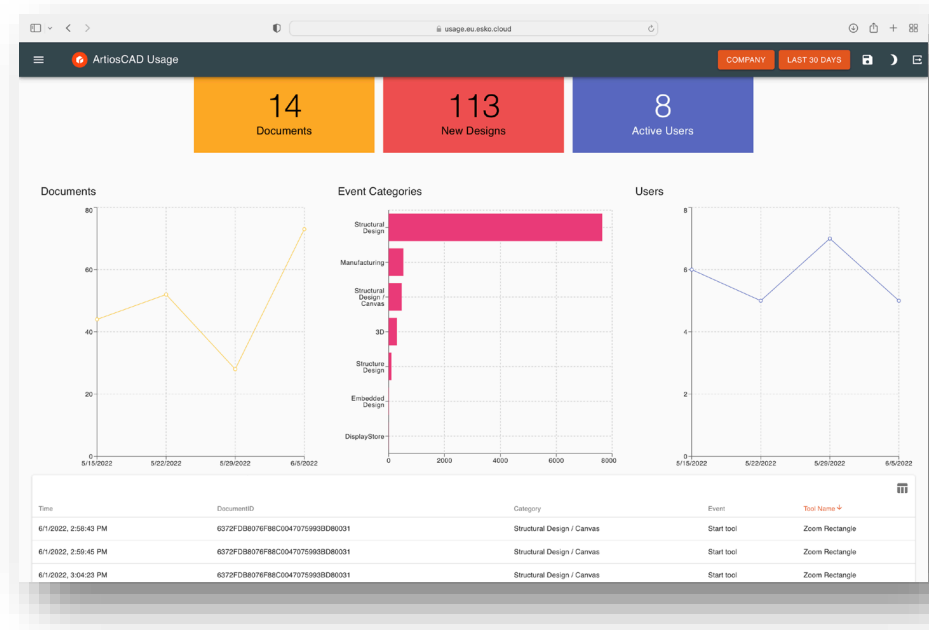 usage.eu.esko.cloud
ArtiosCAD Usage
COMPANY
LAST 30 DAYS
14
Documents
113
New Designs
8
Active Users
Documents
80
60
40
20
0
5/15/2022
5/22/2022
5/29/2022
6/5/2022
Event Categories
Structural
Design
Manufacturing
Structural
Design /
Canvas
3D
Structure
Design
Embedded
Design
DisplayStore
0
2000
4000
6000
8000
Users
8
6
4
2
0
5/15/2022
5/22/2022
5/29/2022
6/5/2022
Time DocumentID Category Event Tool Name
6/1/2022, 2:58:43 PM 6372FDB8076F88C0047075993BD80031 Structural Design / Canvas Start tool Zoom Rectangle
6/1/2022, 2:59:45 PM 6372FDB8076F88C0047075993BD80031 Structural Design / Canvas Start tool Zoom Rectangle
6/1/2022, 3:04:23 PM 6372FDB8076F88C0047075993BD80031 Structural Design / Canvas Start tool Zoom Rectangle